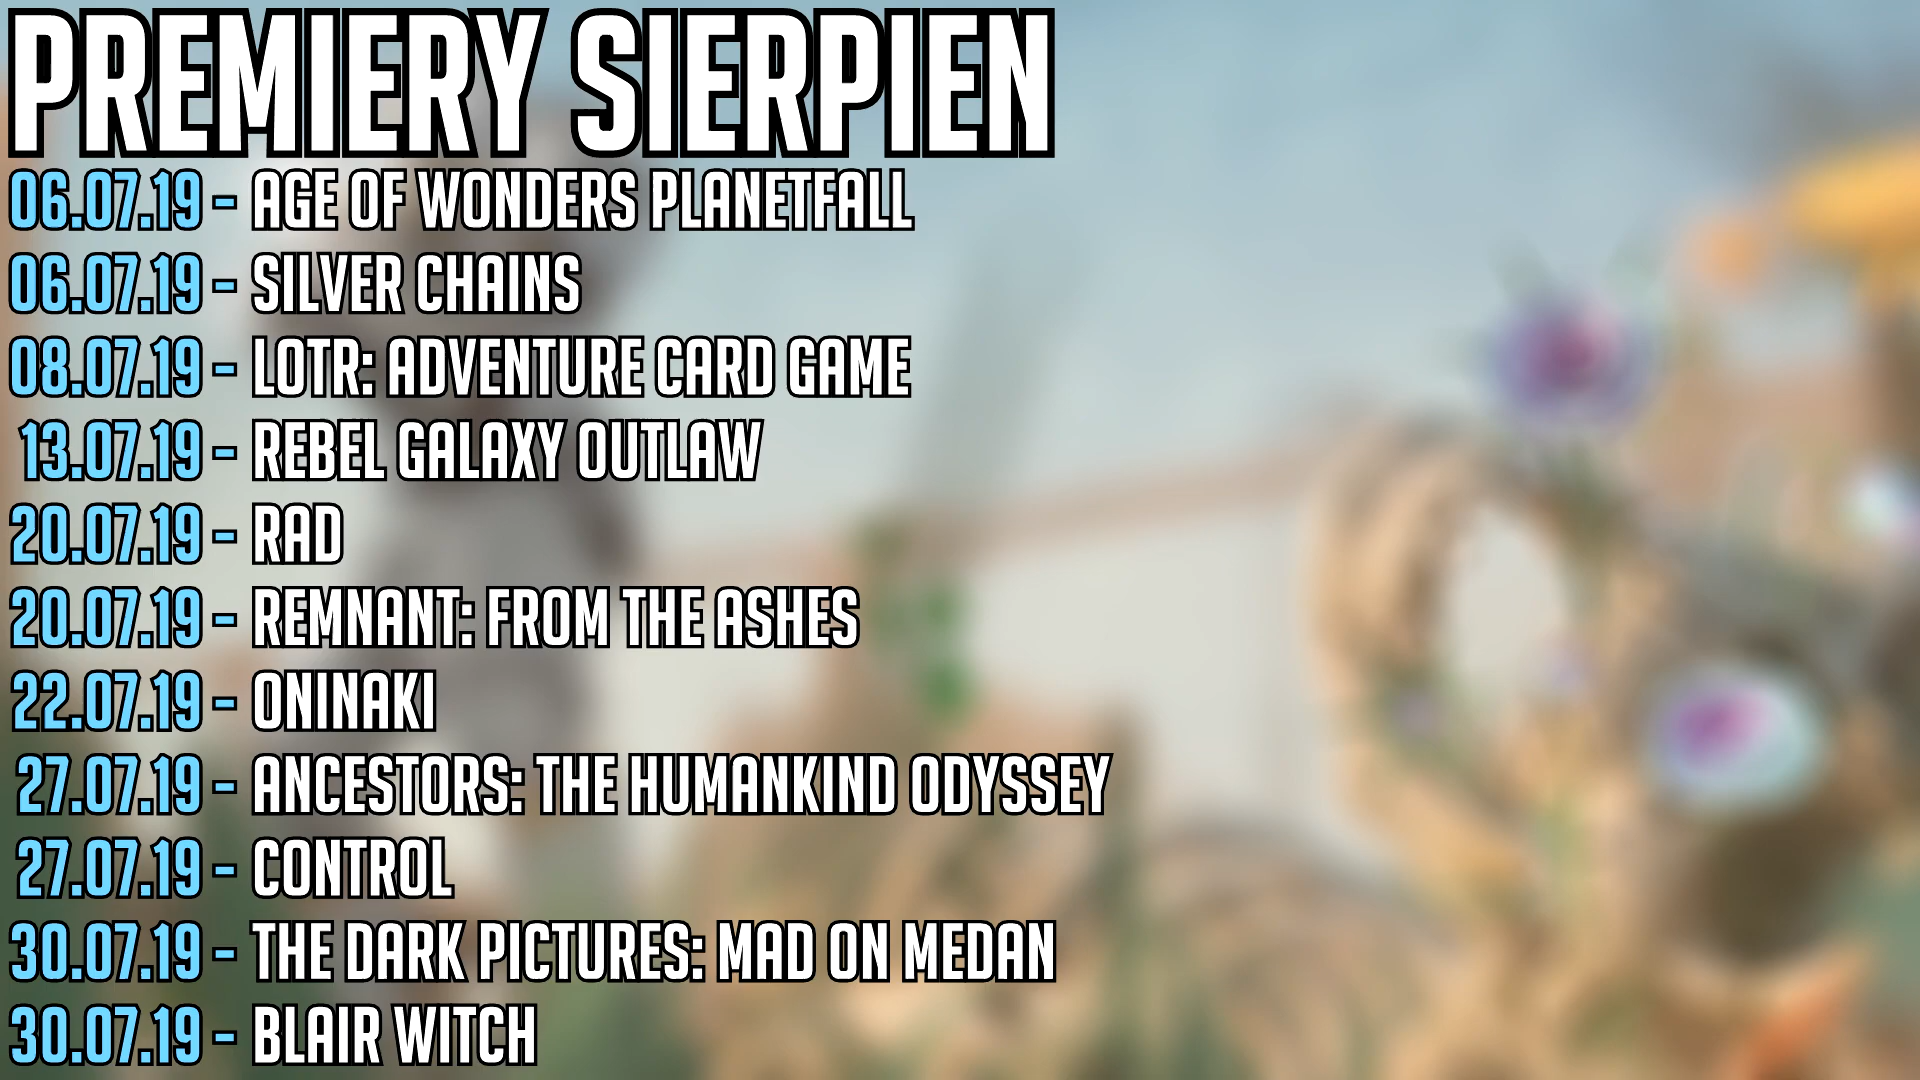 PREMIERY SIERPIEN
06.07.19 - AGE OF WONDERS PLANETFALL
06.07.19 - SILVER CHAINS
08.07.19 - LOTR: ADVENTURE CARD GAME
13.07.19 - REBEL GALAXY OUTLAW
20.07.19 - RAD
20.07.19 - REMNANT: FROM THE ASHES
22.07.19 - ONINAKI
27.07.19 - ANCESTORS: THE HUMANKIND ODYSSEY
27.07.19 - CONTROL
30.07.19 - THE DARK PICTURES: MAD ON MEDAN
30.07.19 - BLAIR WITCH